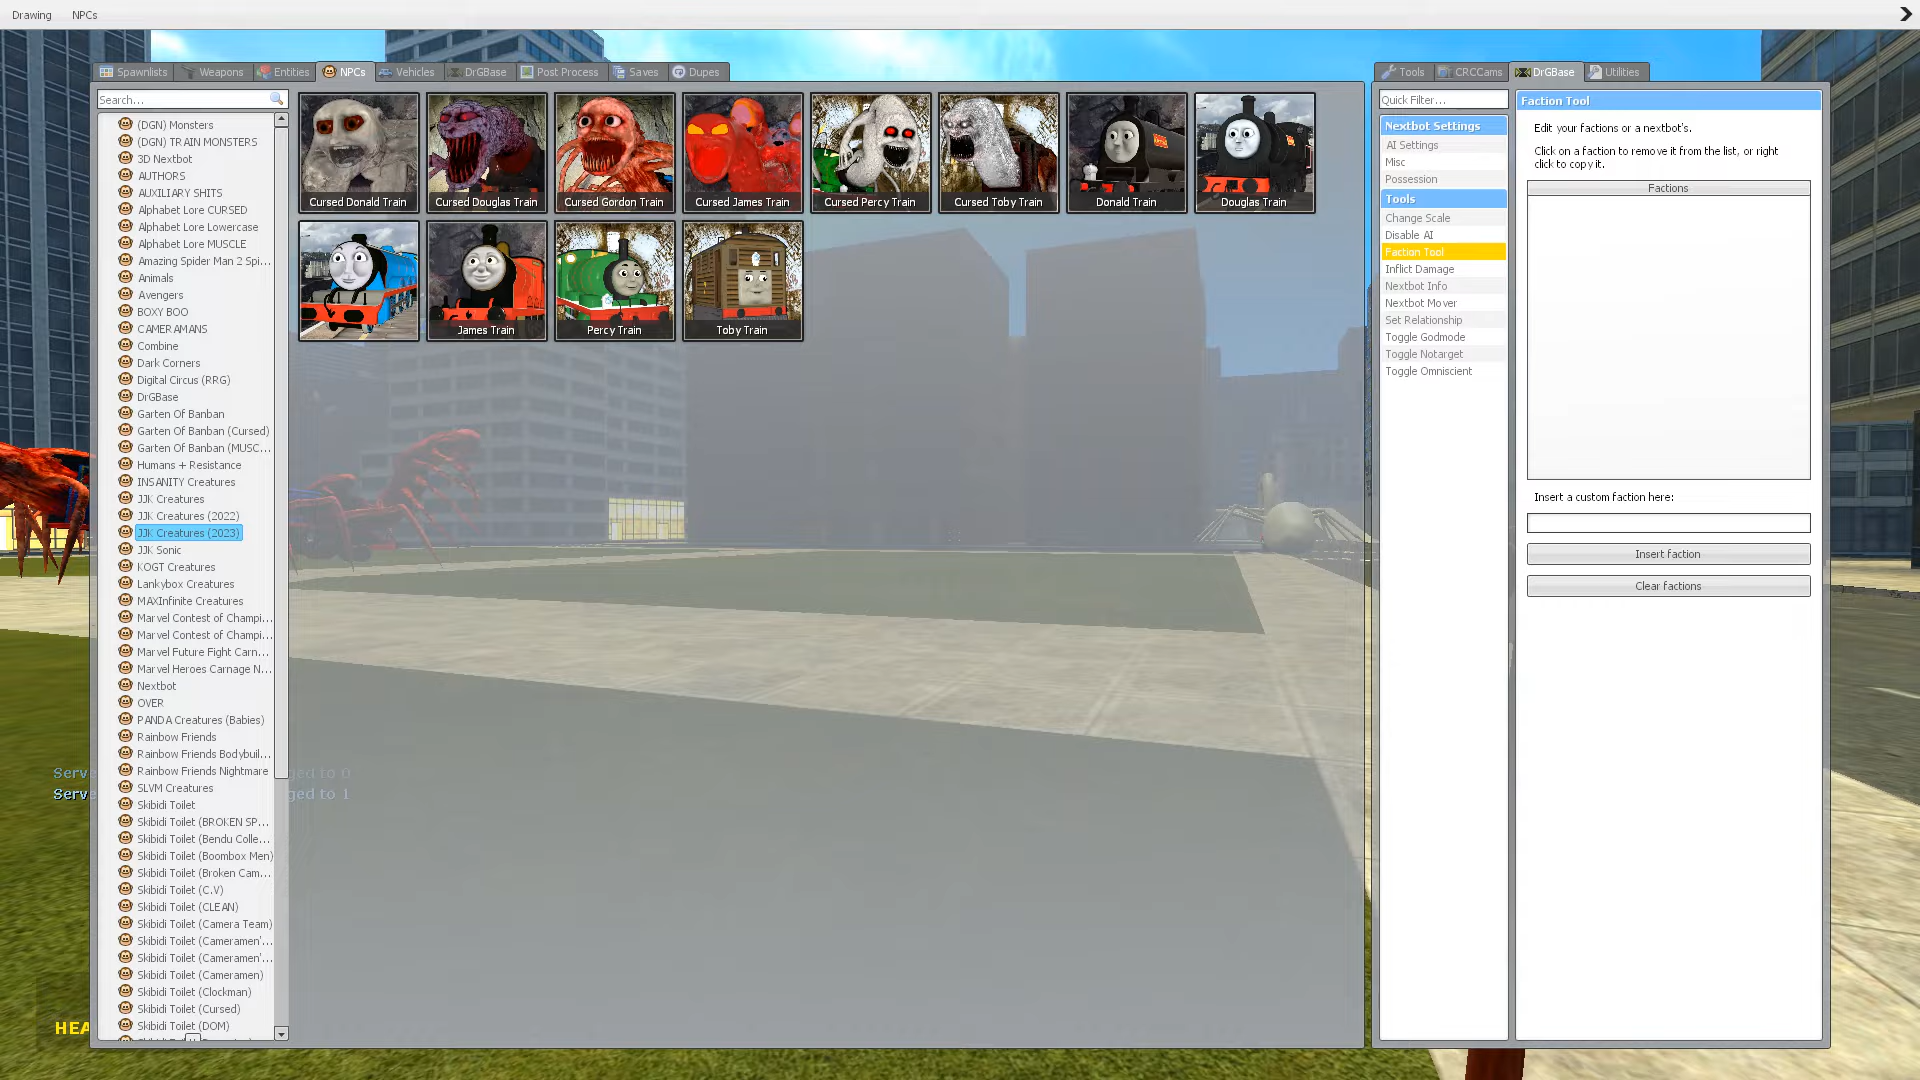 Drawing NPCs
Spawnlists Weapons Entities NPCs Vehicles DrGBase Post Process Saves Dupes
Tools CRCCams DrGBase Utilities
Search...
(DGN) Monsters
(DGN) TRAIN MONSTERS
3D Nextbot
AUTHORS
AUXILIARY SHITS
Alphabet Lore CURSED
Alphabet Lore Lowercase
Alphabet Lore MUSCLE
Amazing Spider Man 2 Spi...
Animals
Avengers
BOXY BOO
CAMERAMANS
Combine
Dark Corners
Digital Circus (RRG)
DrGBase
Garten Of Banban
Garten Of Banban (Cursed)
Garten Of Banban (MUSC...
Humans + Resistance
INSANITY Creatures
JJK Creatures
JJK Creatures (2022)
JJK Creatures (2023)
JJK Sonic
KOGT Creatures
Lankybox Creatures
MAXInfinite Creatures
Marvel Contest of Champi...
Marvel Contest of Champi...
Marvel Future Fight Carn...
Marvel Heroes Carnage N...
Nextbot
OVER
PANDA Creatures (Babies)
Rainbow Friends
Rainbow Friends Bodybuil...
Rainbow Friends Nightmare
SLVM Creatures
Skibidi Toilet
Skibidi Toilet (BROKEN SP...
Skibidi Toilet (Bendu Colle...
Skibidi Toilet (Boombox Men)
Skibidi Toilet (Broken Cam...
Skibidi Toilet (C.V)
Skibidi Toilet (CLEAN)
Skibidi Toilet (Camera Team)
Skibidi Toilet (Cameramen'...
Skibidi Toilet (Cameramen'...
Skibidi Toilet (Cameramen)
Skibidi Toilet (Clockman)
Skibidi Toilet (Cursed)
Skibidi Toilet (DOM)
Cursed Donald Train
Cursed Douglas Train
Cursed Gordon Train
Cursed James Train
Cursed Percy Train
Cursed Toby Train
Donald Train
Douglas Train
James Train
Percy Train
Toby Train
Serve ged to 0
Serve ged to 1
HEA
Quick Filter...
Nextbot Settings
AI Settings
Misc
Possession
Tools
Change Scale
Disable AI
Faction Tool
Inflict Damage
Nextbot Info
Nextbot Mover
Set Relationship
Toggle Godmode
Toggle Notarget
Toggle Omniscient
Faction Tool
Edit your factions or a nextbot's.
Click on a faction to remove it from the list, or right
click to copy it.
Factions
Insert a custom faction here:
Insert faction
Clear factions